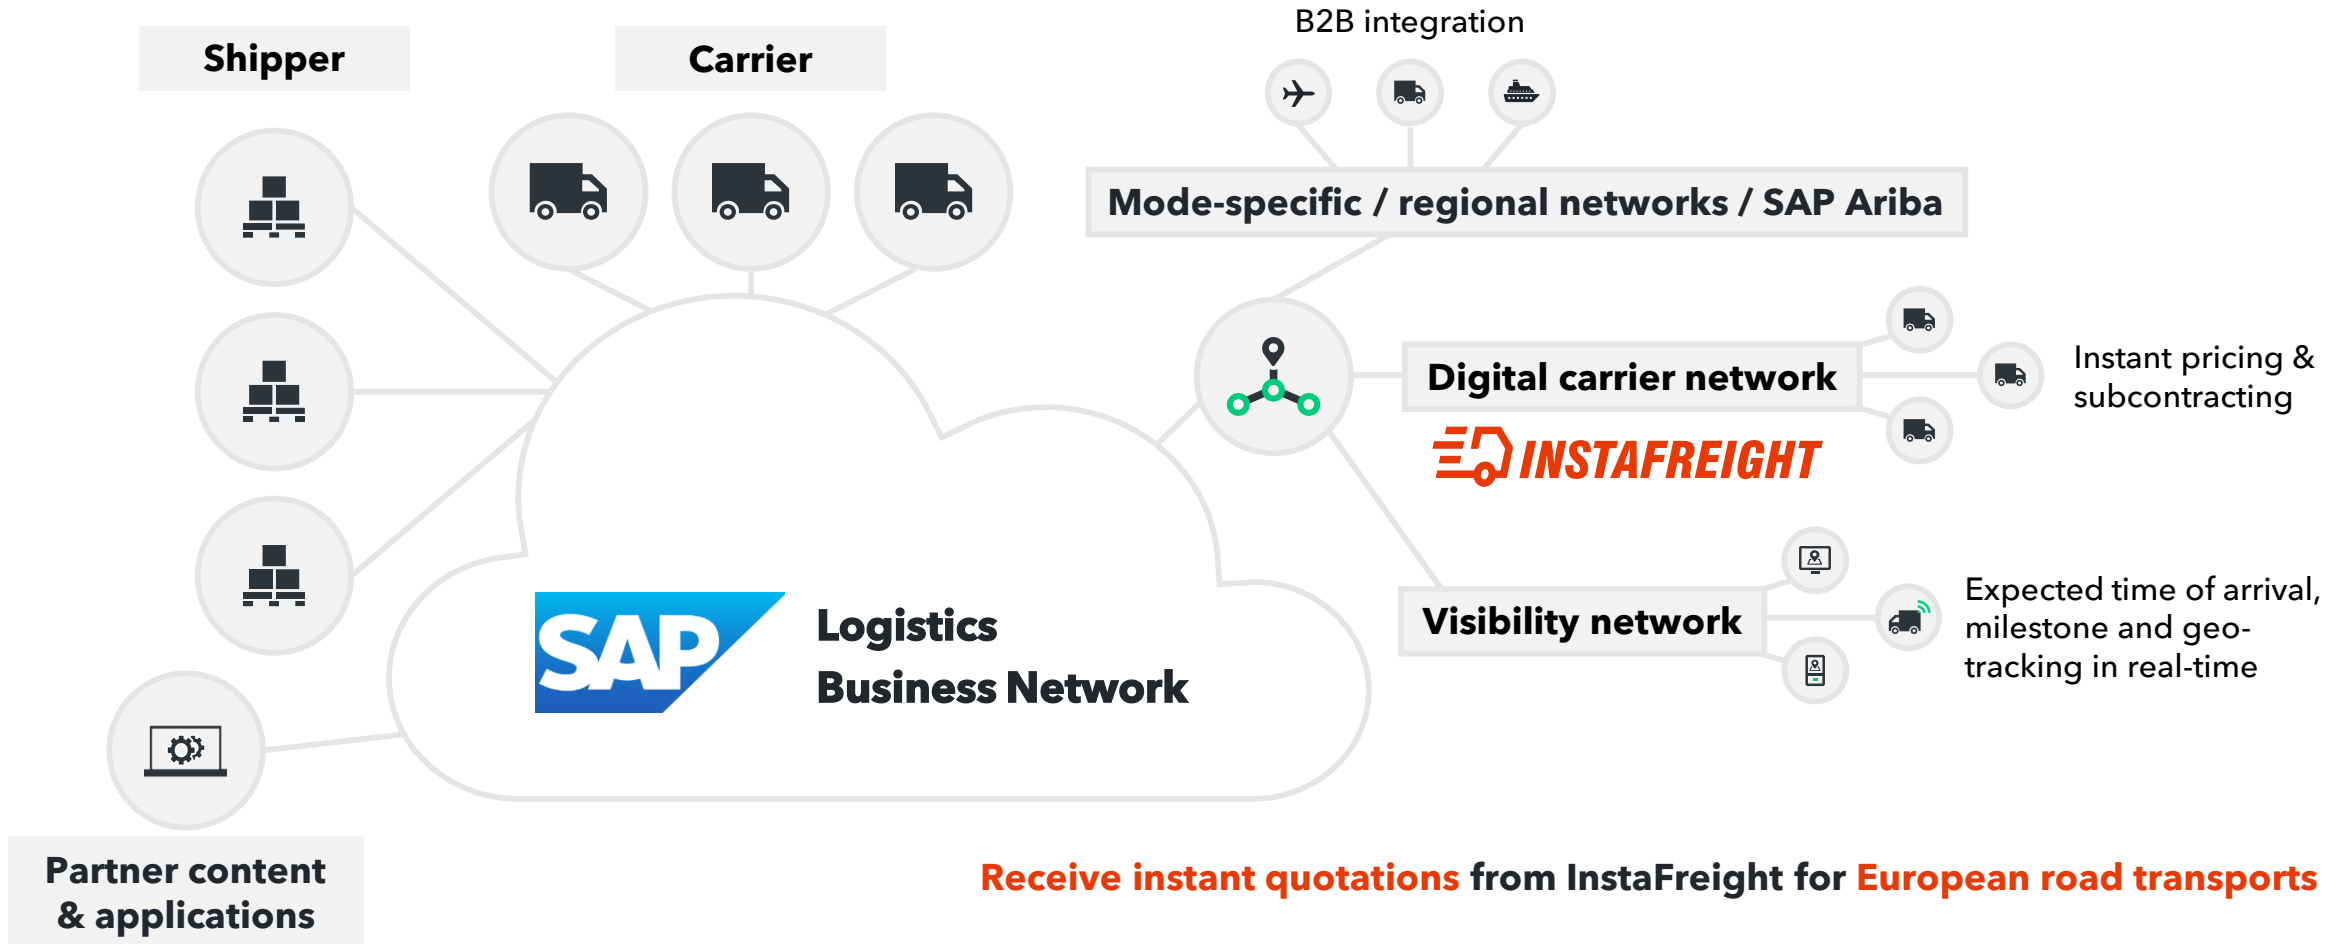 Shipper
Carrier
B2B integration
Mode-specific / regional networks / SAP Ariba
Digital carrier network
Instant pricing &
subcontracting
INSTAFREIGHT
Visibility network
Expected time of arrival,
milestone and geo-
tracking in real-time
SAP
Logistics
Business Network
Partner content
& applications
Receive instant quotations from InstaFreight for European road transports